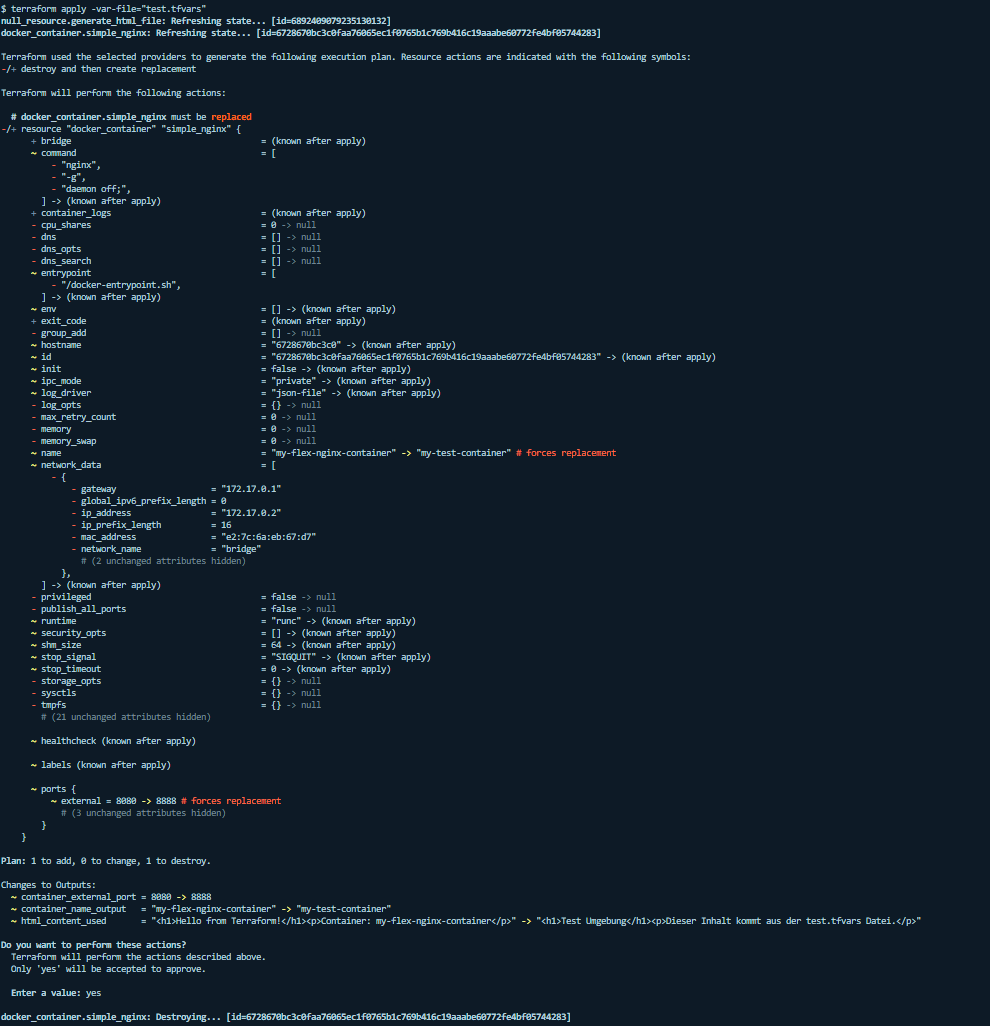 $ terraform apply -var-file="test.tfvars"
null_resource.generate_html_file: Refreshing state... [id=6892409079235130132]
docker_container.simple_nginx: Refreshing state... [id=6728670bc3c0faa76065ec1f0765b1c769b416c19aaabe60772fe4bf05744283]

Terraform used the selected providers to generate the following execution plan. Resource actions are indicated with the following symbols:
-/+ destroy and then create replacement

Terraform will perform the following actions:

  # docker_container.simple_nginx must be replaced
-/+ resource "docker_container" "simple_nginx" {
      + bridge                                      = (known after apply)
      ~ command                                     = [
          - "nginx",
          - "-g",
          - "daemon off;",
        ] -> (known after apply)
      + container_logs                              = (known after apply)
      - cpu_shares                                  = 0 -> null
      - dns                                         = [] -> null
      - dns_opts                                    = [] -> null
      - dns_search                                  = [] -> null
      ~ entrypoint                                  = [
          - "/docker-entrypoint.sh",
        ] -> (known after apply)
      ~ env                                         = [] -> (known after apply)
      + exit_code                                   = (known after apply)
      - group_add                                   = [] -> null
      ~ hostname                                    = "6728670bc3c0" -> (known after apply)
      ~ id                                          = "6728670bc3c0faa76065ec1f0765b1c769b416c19aaabe60772fe4bf05744283" -> (known after apply)
      ~ init                                        = false -> (known after apply)
      ~ ipc_mode                                    = "private" -> (known after apply)
      ~ log_driver                                  = "json-file" -> (known after apply)
      - log_opts                                    = {} -> null
      - max_retry_count                             = 0 -> null
      - memory                                      = 0 -> null
      - memory_swap                                 = 0 -> null
      ~ name                                        = "my-flex-nginx-container" -> "my-test-container" # forces replacement
      ~ network_data                                = [
          - {
              - gateway                   = "172.17.0.1"
              - global_ipv6_prefix_length = 0
              - ip_address                = "172.17.0.2"
              - ip_prefix_length          = 16
              - mac_address               = "e2:7c:6a:eb:67:d7"
              - network_name              = "bridge"
                # (2 unchanged attributes hidden)
            },
        ] -> (known after apply)
      - privileged                                  = false -> null
      - publish_all_ports                           = false -> null
      ~ runtime                                     = "runc" -> (known after apply)
      ~ security_opts                               = [] -> (known after apply)
      ~ shm_size                                    = 64 -> (known after apply)
      ~ stop_signal                                 = "SIGQUIT" -> (known after apply)
      ~ stop_timeout                                = 0 -> (known after apply)
      - storage_opts                                = {} -> null
      - sysctls                                     = {} -> null
      - tmpfs                                       = {} -> null
        # (21 unchanged attributes hidden)

      ~ healthcheck (known after apply)

      ~ labels (known after apply)

      ~ ports {
          ~ external = 8080 -> 8888 # forces replacement
            # (3 unchanged attributes hidden)
        }
    }

Plan: 1 to add, 0 to change, 1 to destroy.

Changes to Outputs:
  ~ container_external_port = 8080 -> 8888
  ~ container_name_output   = "my-flex-nginx-container" -> "my-test-container"
  ~ html_content_used       = "<h1>Hello from Terraform!</h1><p>Container: my-flex-nginx-container</p>" -> "<h1>Test Umgebung</h1><p>Dieser Inhalt kommt aus der test.tfvars Datei.</p>"

Do you want to perform these actions?
  Terraform will perform the actions described above.
  Only 'yes' will be accepted to approve.

  Enter a value: yes

docker_container.simple_nginx: Destroying... [id=6728670bc3c0faa76065ec1f0765b1c769b416c19aaabe60772fe4bf05744283]